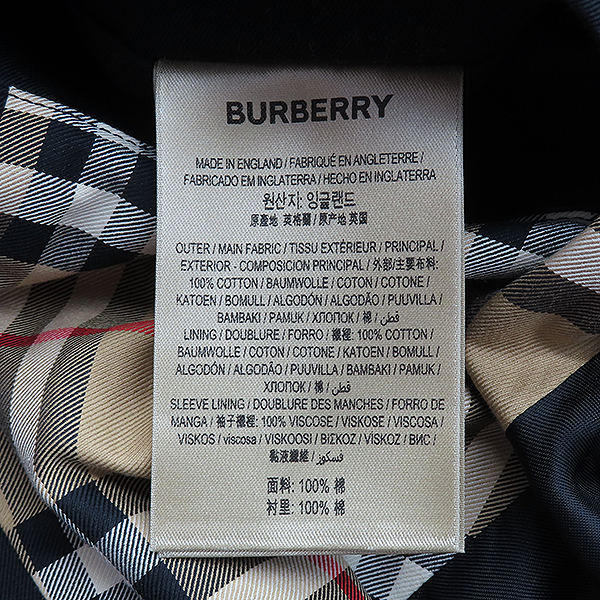 BURBERRY
MADE IN ENGLAND / FABRIQUÉ EN ANGLETERRE /
FABRICADO EM INGLATERRA / HECHO EN INGLATERRA
원산지: 잉글랜드
原產地 英格蘭 / 原产地 英国
OUTER / MAIN FABRIC / TISSU EXTÉRIEUR / PRINCIPAL /
EXTERIOR - COMPOSICION PRINCIPAL / 外部/主要布料:
100% COTTON / BAUMWOLLE / COTON / COTONE /
KATOEN / BOMULL / ALGODÓN / ALGODÃO / PUUVILLA /
BAMBAKI / PAMUK / ХЛОПОК / 棉 / قطن /
LINING / DOUBLURE / FORRO / 襯裡: 100% COTTON /
BAUMWOLLE / COTON / COTONE / KATOEN / BOMULL /
ALGODÓN / ALGODÃO / PUUVILLA / BAMBAKI / PAMUK /
ХЛОПОК / 棉 / قطن /
SLEEVE LINING / DOUBLURE DES MANCHES / FORRO DE
MANGA / 袖子襯裡: 100% VISCOSE / VISKOSE / VISCOSA /
VISKOS / viscosa / VISKOOSI / ΒΙΣΚΟΖ / VİSKOZ / ВИС /
黏液纖維 / فسكوز /
面料: 100% 棉
衬里: 100% 棉